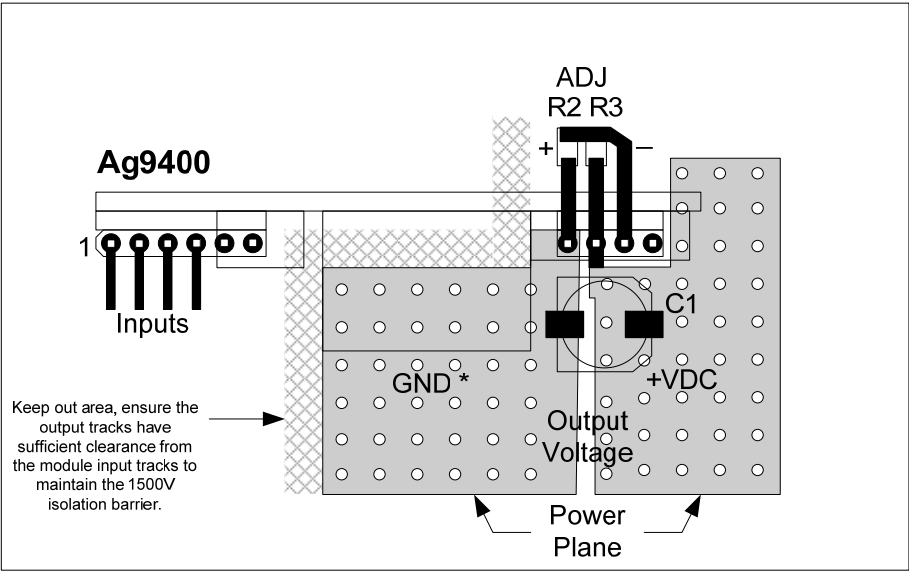 ADJ
R2 R3
+ −
Ag9400
1
Inputs
C1
GND *
+VDC
Keep out area, ensure the
output tracks have
sufficient clearance from
the module input tracks to
maintain the 1500V
isolation barrier.
Output
Voltage
Power
Plane